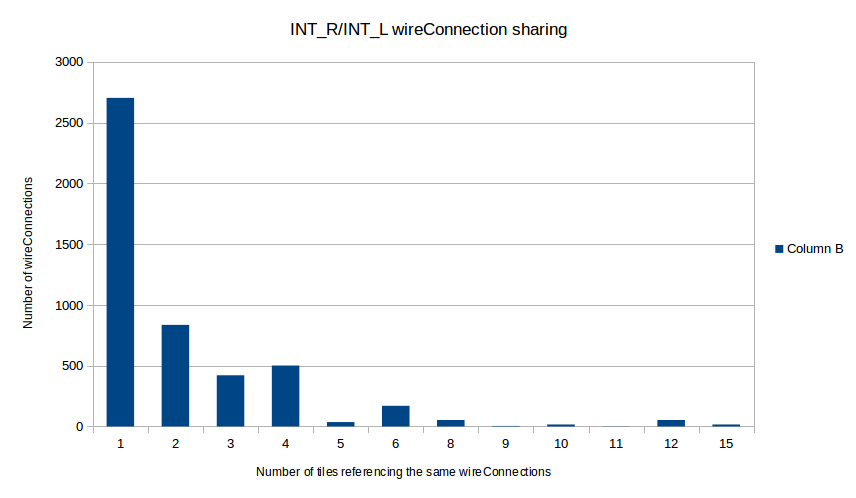 INT_R/INT_L wireConnection sharing
3000
2500
2000
1500
1000
500
0
Number of wireConnections
1 2 3 4 5 6 8 9 10 11 12 15
Number of tiles referencing the same wireConnections
Column B